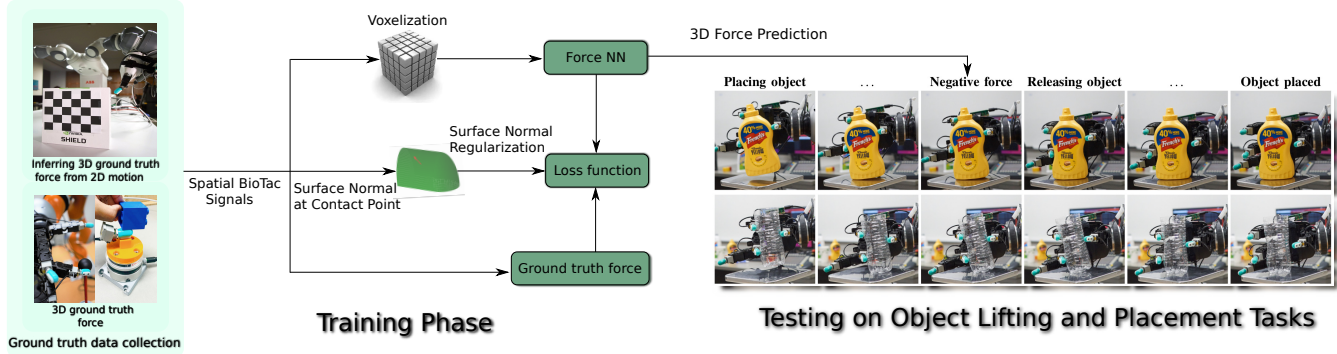 Inferring 3D ground truth
force from 2D motion
SHIELD
3D ground truth
force
Ground truth data collection
Spatial BioTac
Signals
Voxelization
Surface Normal
at Contact Point
Surface Normal
Regularization
Force NN
Loss function
Ground truth force
Training Phase
3D Force Prediction
Placing object
. . .
Negative force
Releasing object
. . .
Object placed
Testing on Object Lifting and Placement Tasks